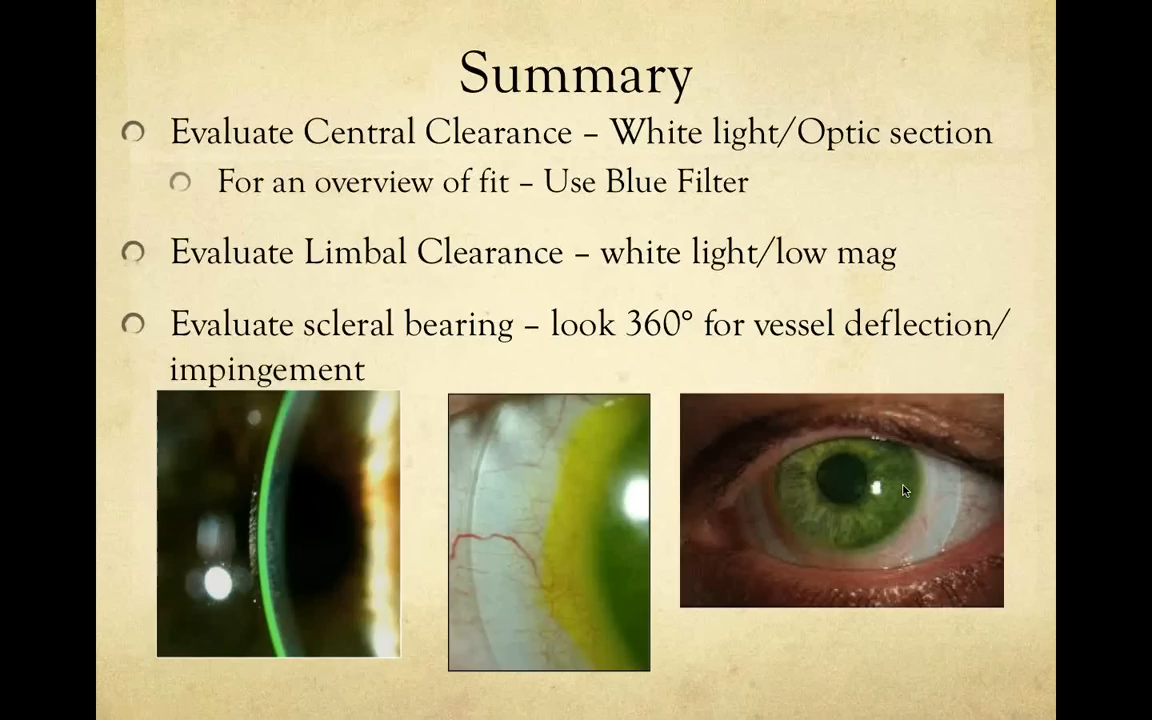 Summary
Evaluate Central Clearance – White light/Optic section
For an overview of fit – Use Blue Filter
Evaluate Limbal Clearance – white light/low mag
Evaluate scleral bearing – look 360° for vessel deflection/
impingement